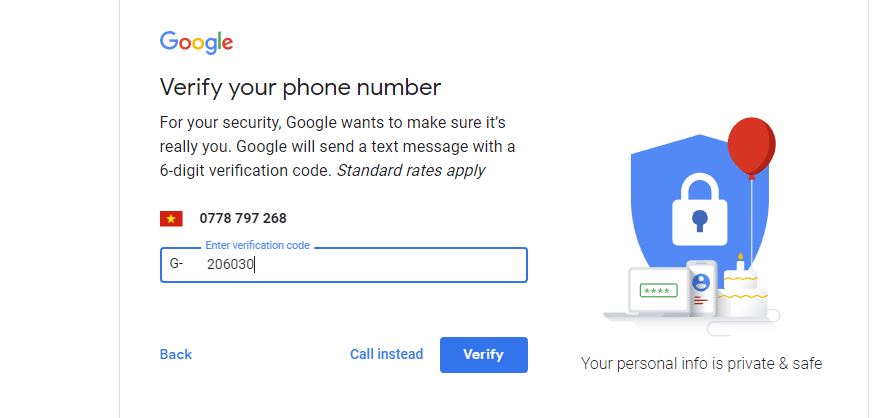 Google
Verify your phone number
For your security, Google wants to make sure it's
really you. Google will send a text message with a
6-digit verification code. Standard rates apply
0778 797 268
Enter verification code
G- 206030
****
Back
Call instead
Verify
Your personal info is private & safe